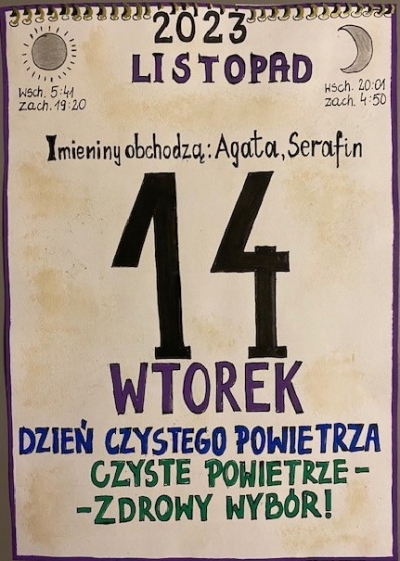 2023
LISTOPAD
Wsch. 5:41
Zach. 19:20
Wsch. 20:01
Zach. 4:50
Imieniny obchodzą: Agata, Serafin
14
WTOREK
DZIEŃ CZYSTEGO POWIETRZA
CZYSTE POWIETRZE -
- ZDROWY WYBÓR!